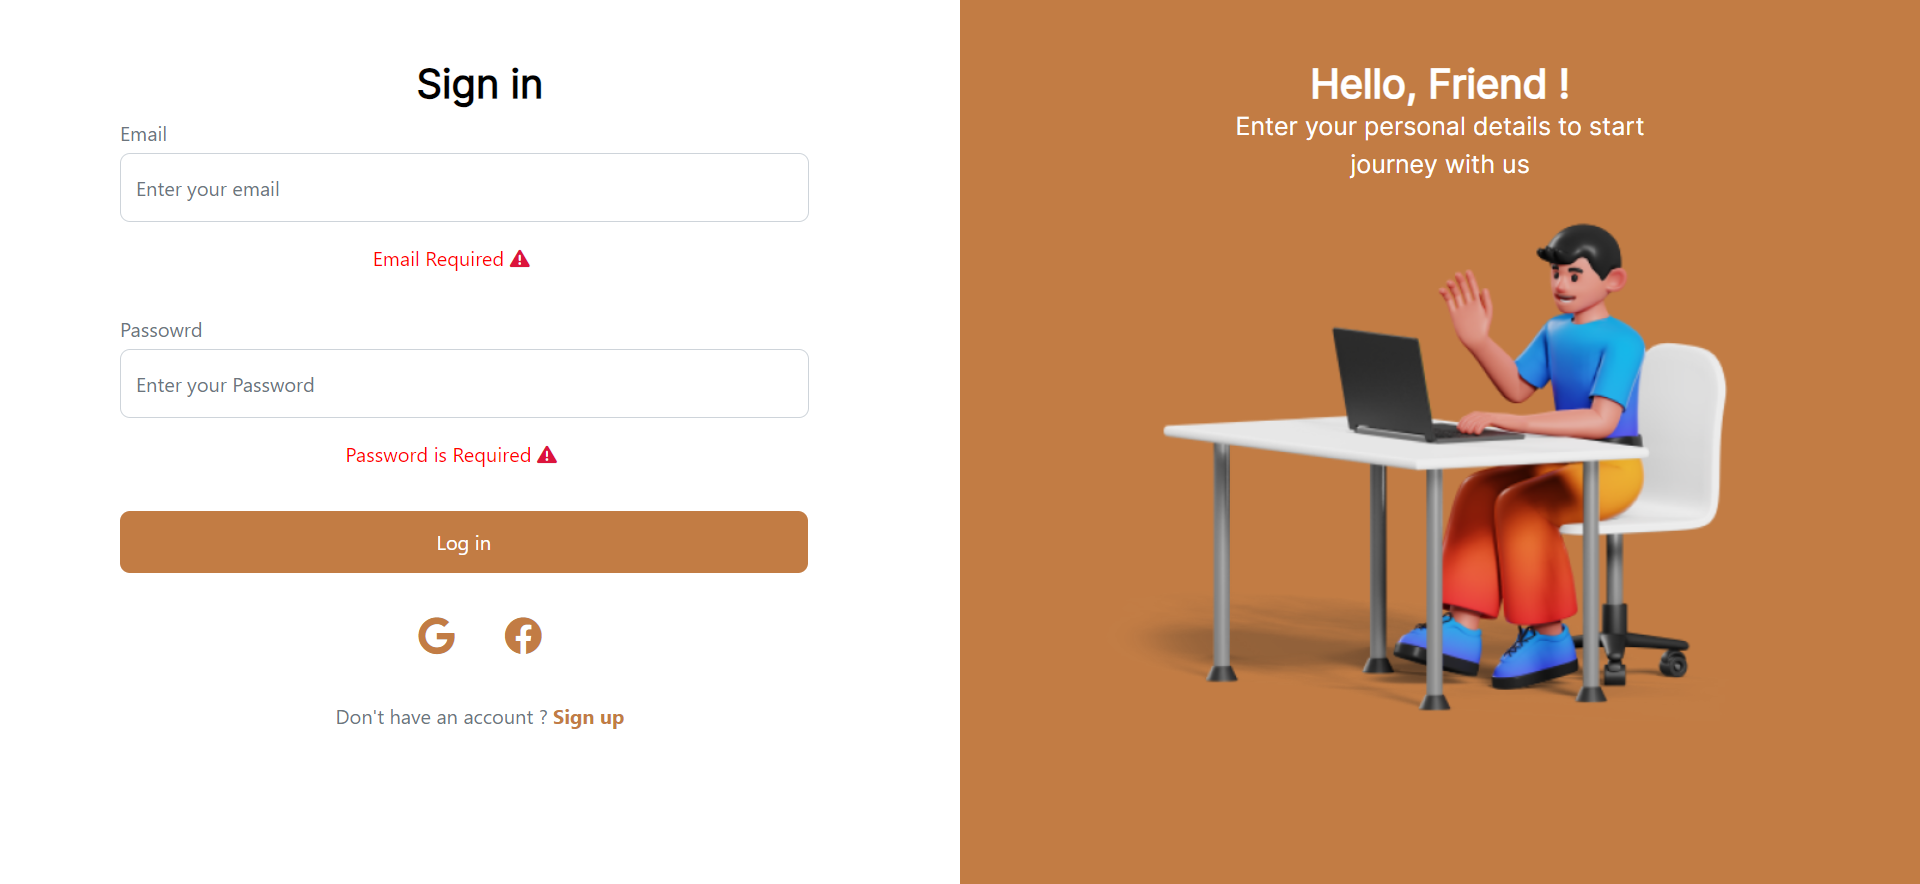 Sign in
Email
Enter your email
Email Required
Passowrd
Enter your Password
Password is Required
Log in
Don't have an account ? Sign up
Hello, Friend !
Enter your personal details to start
journey with us